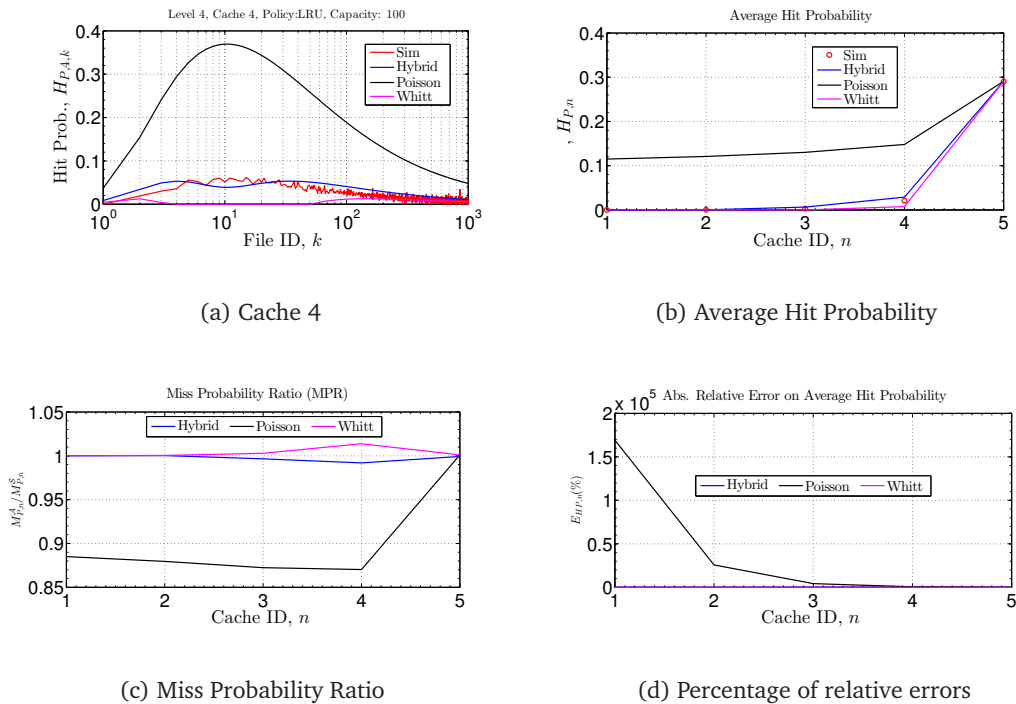 Level 4, Cache 4, Policy:LRU, Capacity: 100
Hit Prob., H_{P,A,k}
0.4
0.3
0.2
0.1
0
Sim
Hybrid
Poisson
Whitt
10^0
10^1
10^2
10^3
File ID, k
(a) Cache 4
Average Hit Probability
, H_{P,n}
0.4
0.3
0.2
0.1
0
Sim
Hybrid
Poisson
Whitt
1 2 3 4 5
Cache ID, n
(b) Average Hit Probability
Miss Probability Ratio (MPR)
M^A_{P,n}/M^S_{P,n}
1.05
1
0.95
0.9
0.85
Hybrid Poisson Whitt
1 2 3 4 5
Cache ID, n
(c) Miss Probability Ratio
x 10^5 Abs. Relative Error on Average Hit Probability
E_{HP,n}(%)
2
1.5
1
0.5
0
Hybrid Poisson Whitt
1 2 3 4 5
Cache ID, n
(d) Percentage of relative errors